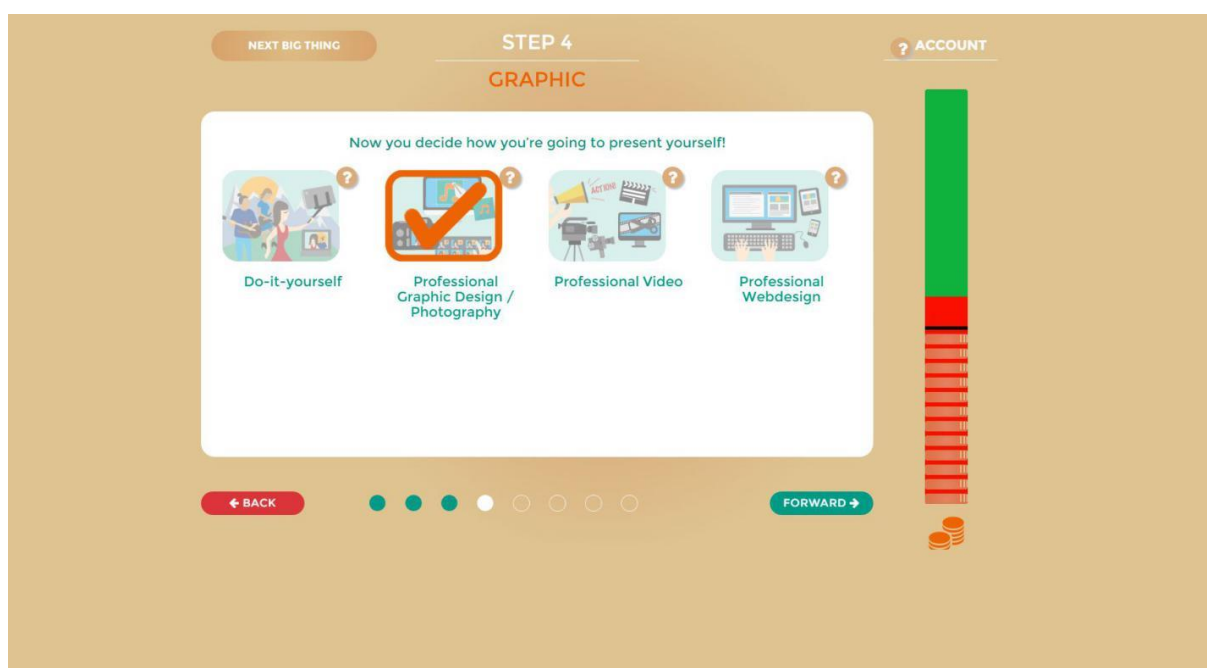 NEXT BIG THING
STEP 4
? ACCOUNT
GRAPHIC
Now you decide how you're going to present yourself!
?
?
?
?
ACTION!
Do-it-yourself
Professional
Graphic Design /
Photography
Professional Video
Professional
Webdesign
← BACK
FORWARD →